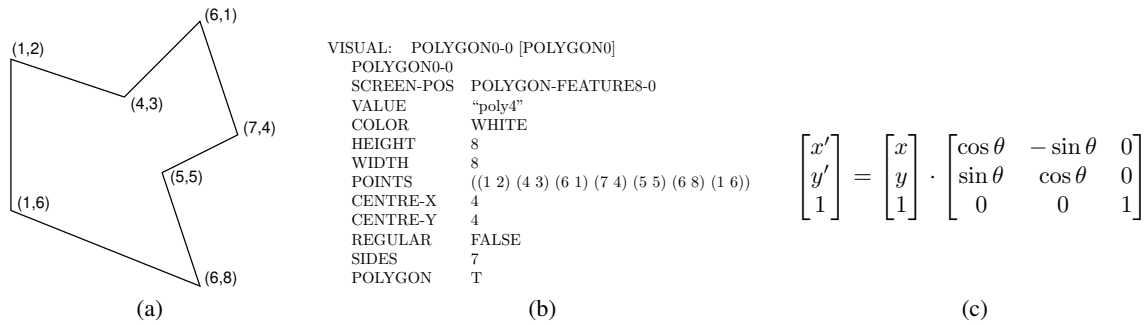 (6,1)
(1,2)
(4,3)
(7,4)
(5,5)
(1,6)
(6,8)
(a)
VISUAL: POLYGON0-0 [POLYGON0]
POLYGON0-0
SCREEN-POS POLYGON-FEATURE8-0
VALUE “poly4”
COLOR WHITE
HEIGHT 8
WIDTH 8
POINTS ((1 2) (4 3) (6 1) (7 4) (5 5) (6 8) (1 6))
CENTRE-X 4
CENTRE-Y 4
REGULAR FALSE
SIDES 7
POLYGON T
(b)
[x′] [x] [cos θ − sin θ 0]
[y′] = [y] · [sin θ cos θ 0]
[1] [1] [0 0 1]
(c)